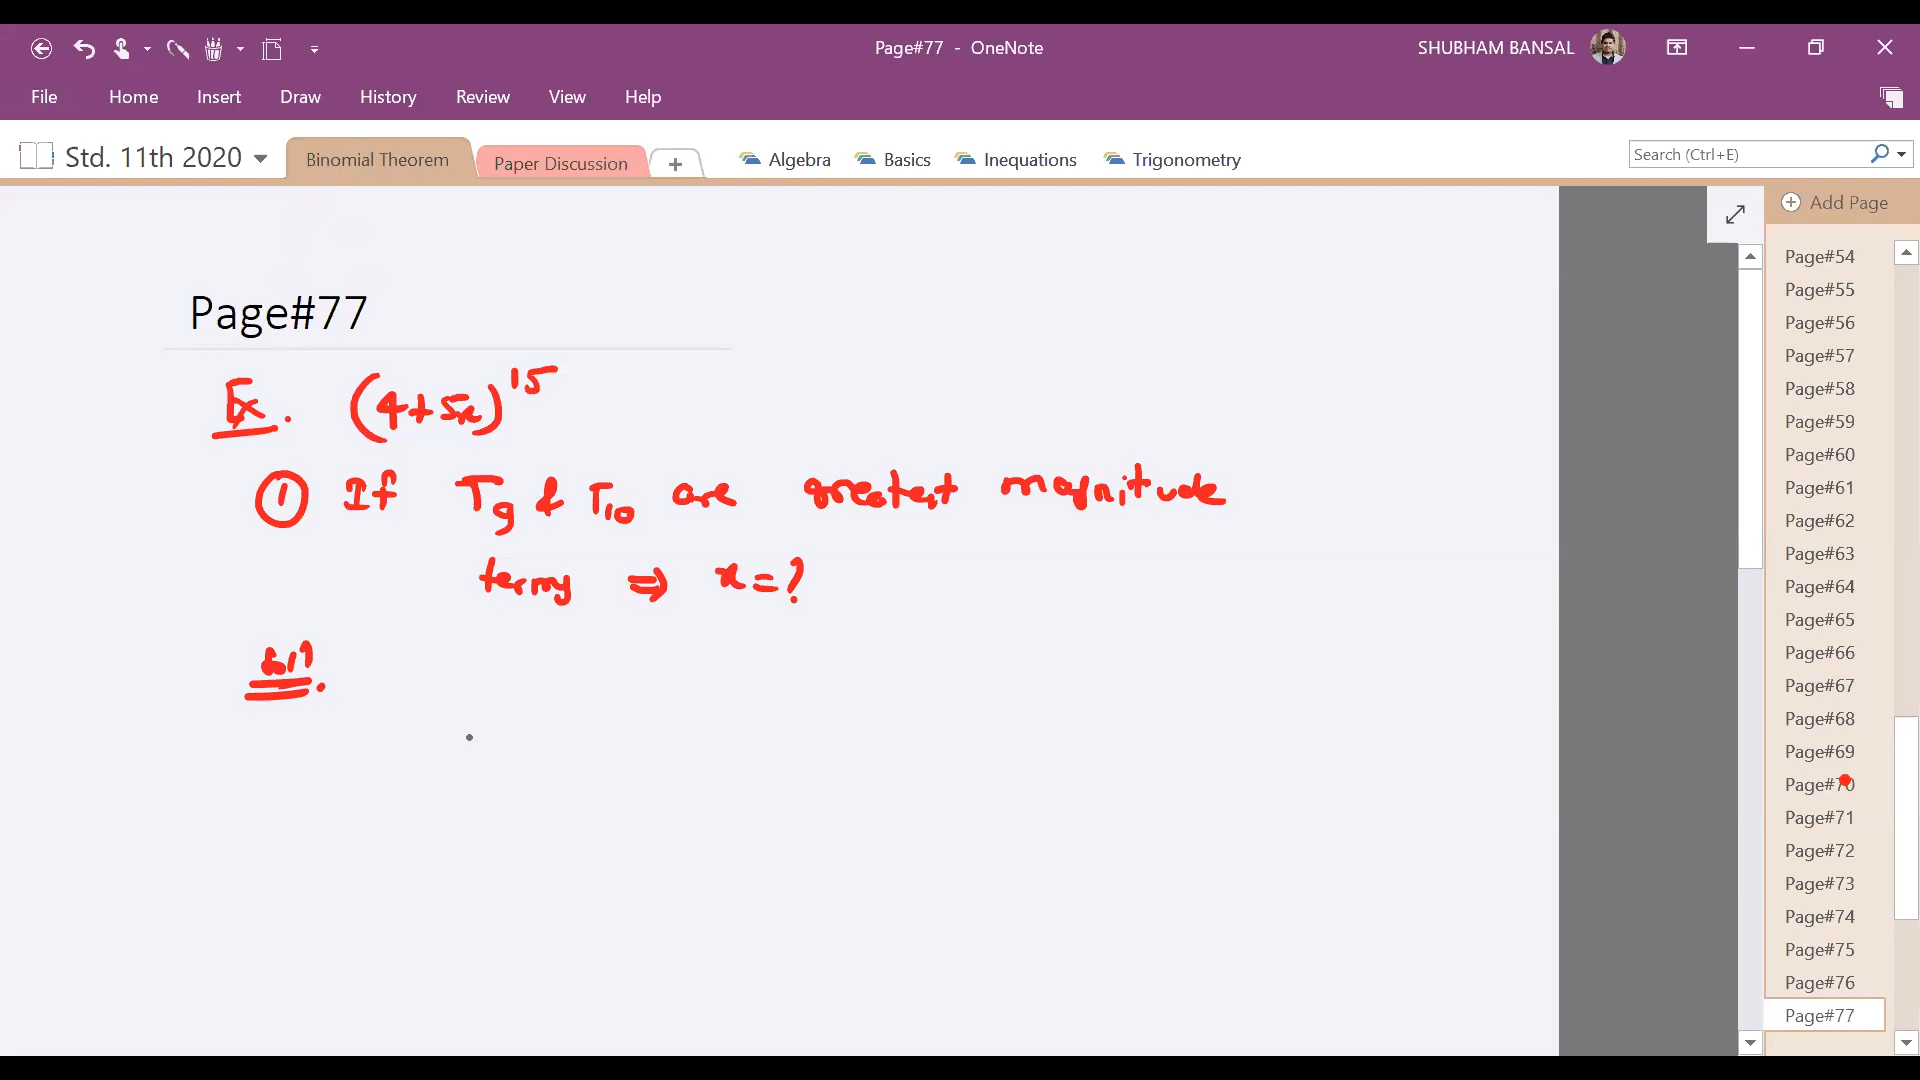 Page#77 - OneNote
SHUBHAM BANSAL
File Home Insert Draw History Review View Help
Std. 11th 2020
Binomial Theorem
Paper Discussion
Algebra
Basics
Inequations
Trigonometry
Search (Ctrl+E)
Add Page
Page#77
Ex. (4+5x)^15
① If T9 & T10 are greatest magnitude
terms ⇒ x=?
Sol?
Page#54
Page#55
Page#56
Page#57
Page#58
Page#59
Page#60
Page#61
Page#62
Page#63
Page#64
Page#65
Page#66
Page#67
Page#68
Page#69
Page#70
Page#71
Page#72
Page#73
Page#74
Page#75
Page#76
Page#77